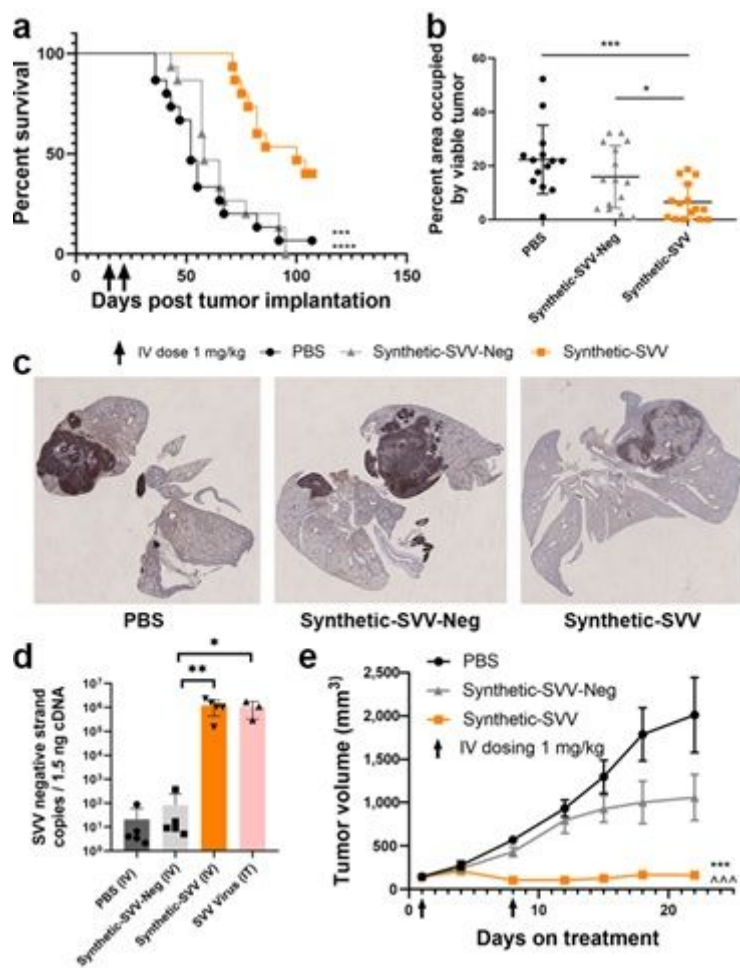 a
Percent survival
100
50
0
0
50
100
150
***
****
Days post tumor implantation
b
Percent area occupied
by viable tumor
60
40
20
0
***
*
PBS
Synthetic-SVV-Neg
Synthetic-SVV
IV dose 1 mg/kg
PBS
Synthetic-SVV-Neg
Synthetic-SVV
c
PBS
Synthetic-SVV-Neg
Synthetic-SVV
d
SVV negative strand
copies / 1.5 ng cDNA
10⁷
10⁶
10⁵
10⁴
10³
10²
10¹
10⁰
*
**
PBS (IV)
Synthetic-SVV-Neg (IV)
Synthetic-SVV (IV)
SVV Virus (IT)
e
PBS
Synthetic-SVV-Neg
Synthetic-SVV
IV dosing 1 mg/kg
Tumor volume (mm³)
2,500
2,000
1,500
1,000
500
0
0
10
20
***
^^^
Days on treatment